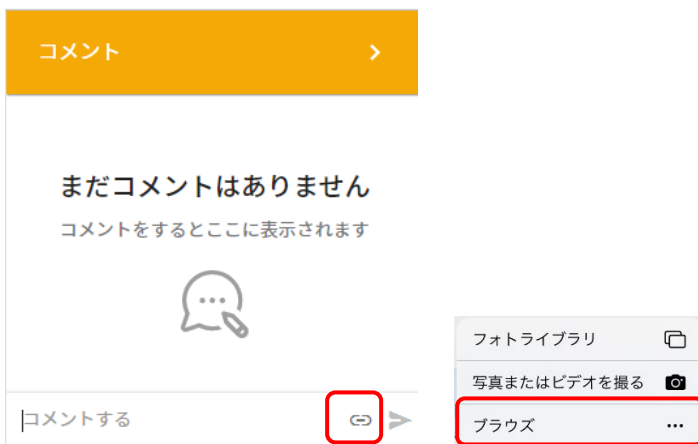 コメント
まだコメントはありません
コメントをするとここに表示されます
コメントする
フォトライブラリ
写真またはビデオを撮る
ブラウズ